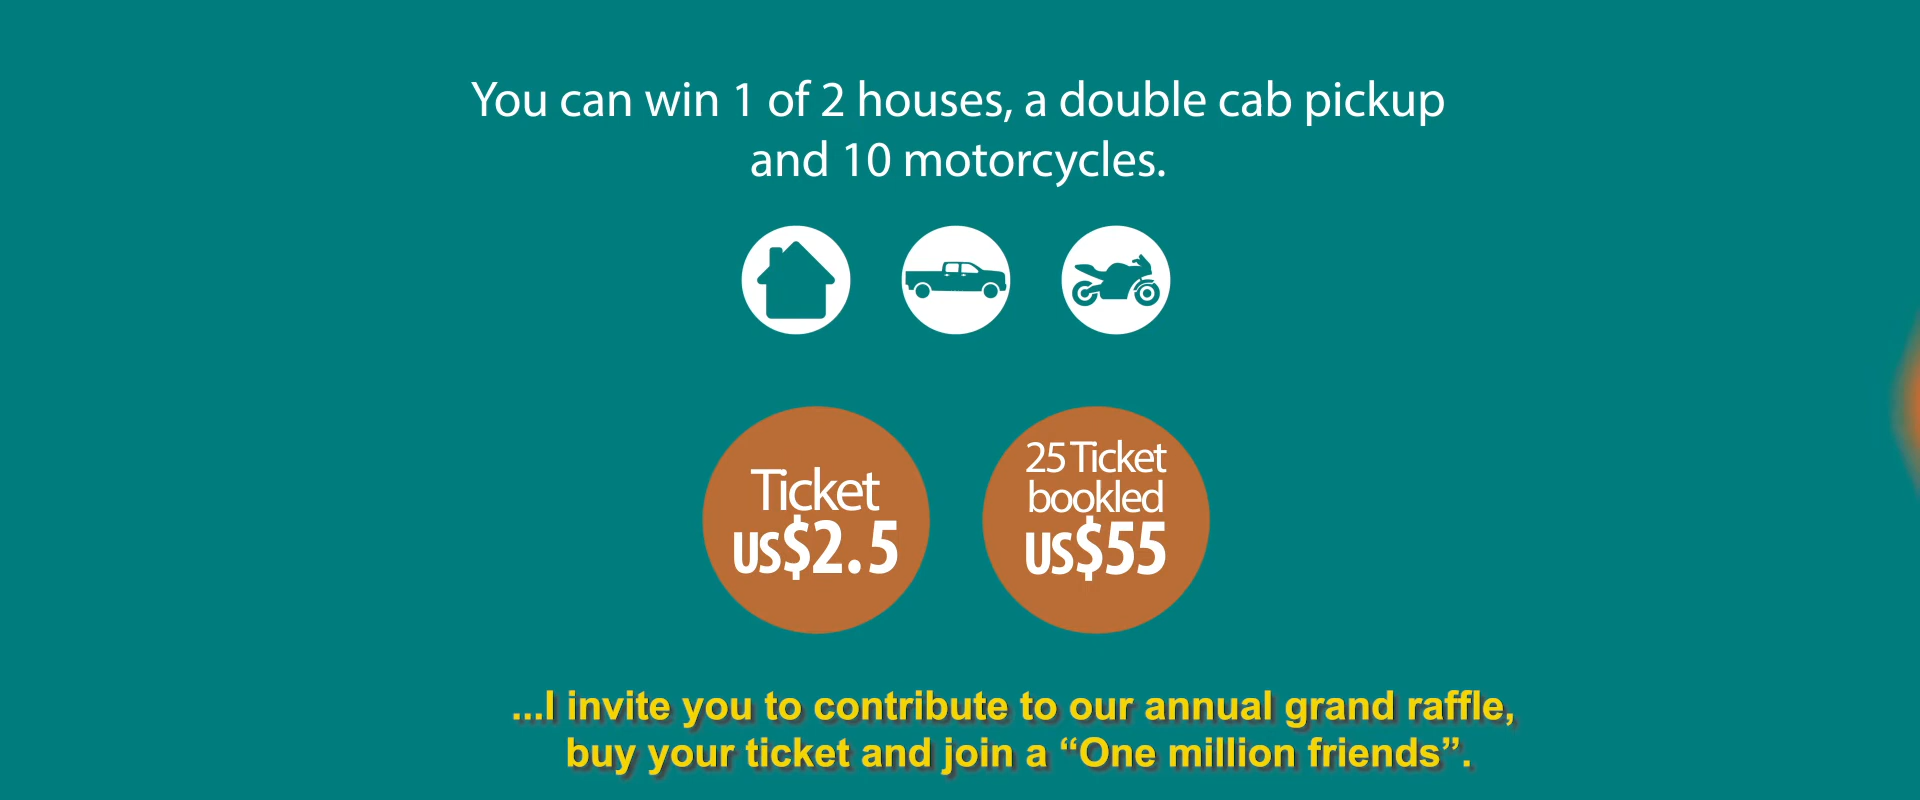 You can win 1 of 2 houses, a double cab pickup
and 10 motorcycles.
Ticket
US$2.5
25 Ticket
bookled
US$55
...I invite you to contribute to our annual grand raffle,
buy your ticket and join a “One million friends”.